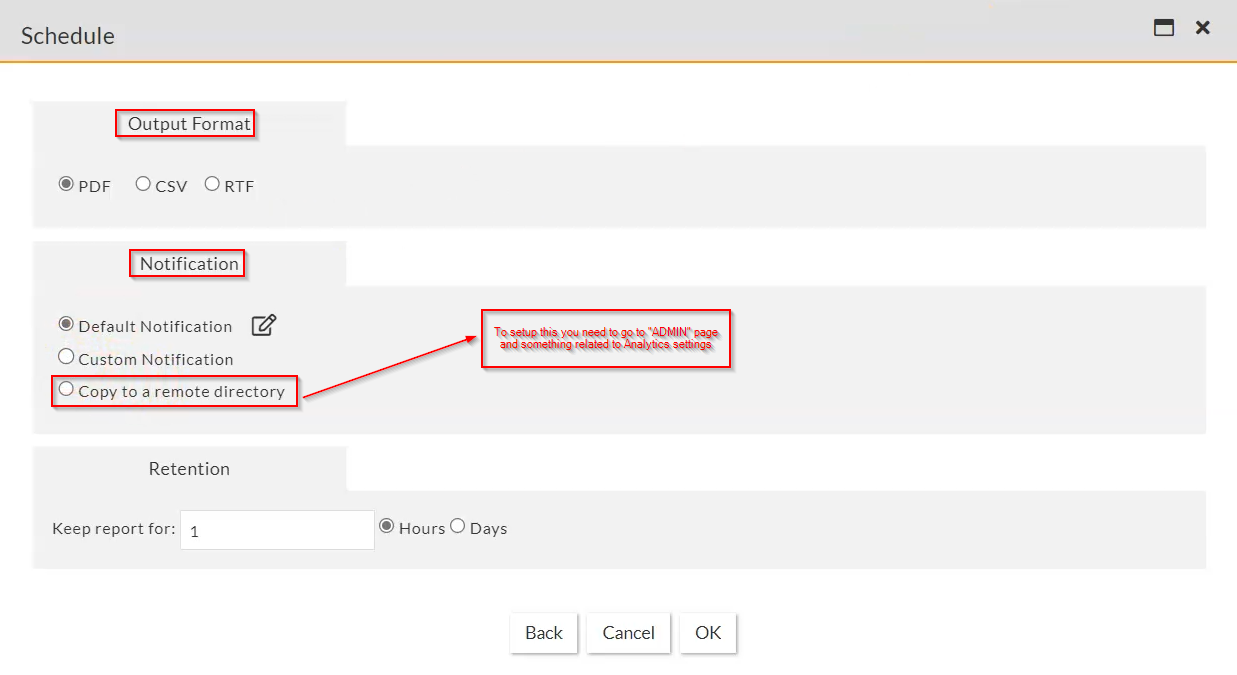 Schedule
Output Format
PDF CSV RTF
Notification
Default Notification
Custom Notification
Copy to a remote directory
To setup this you need to go to "ADMIN" page
and something related to Analytics settings
Retention
Keep report for: 1 Hours Days
Back Cancel OK